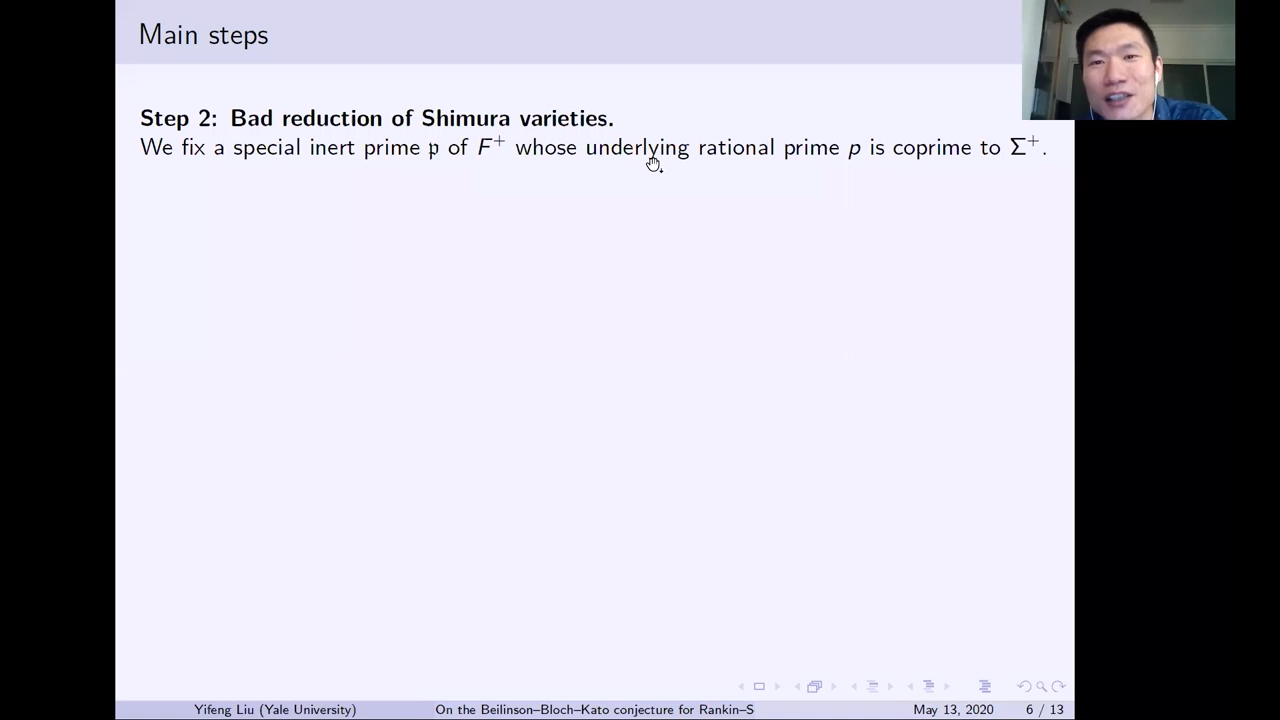 Main steps
Step 2: Bad reduction of Shimura varieties.
We fix a special inert prime 𝔭 of F⁺ whose underlying rational prime p is coprime to Σ⁺.
Yifeng Liu (Yale University) On the Beilinson–Bloch–Kato conjecture for Rankin–S May 13, 2020 6 / 13